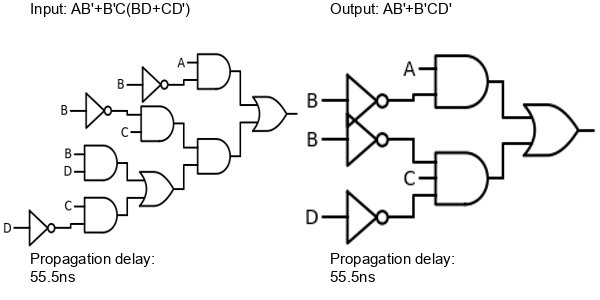 Input: AB'+B'C(BD+CD')
Output: AB'+B'CD'
A
B
B
C
B
D
C
D
A
B
B
C
D
Propagation delay:
55.5ns
Propagation delay:
55.5ns